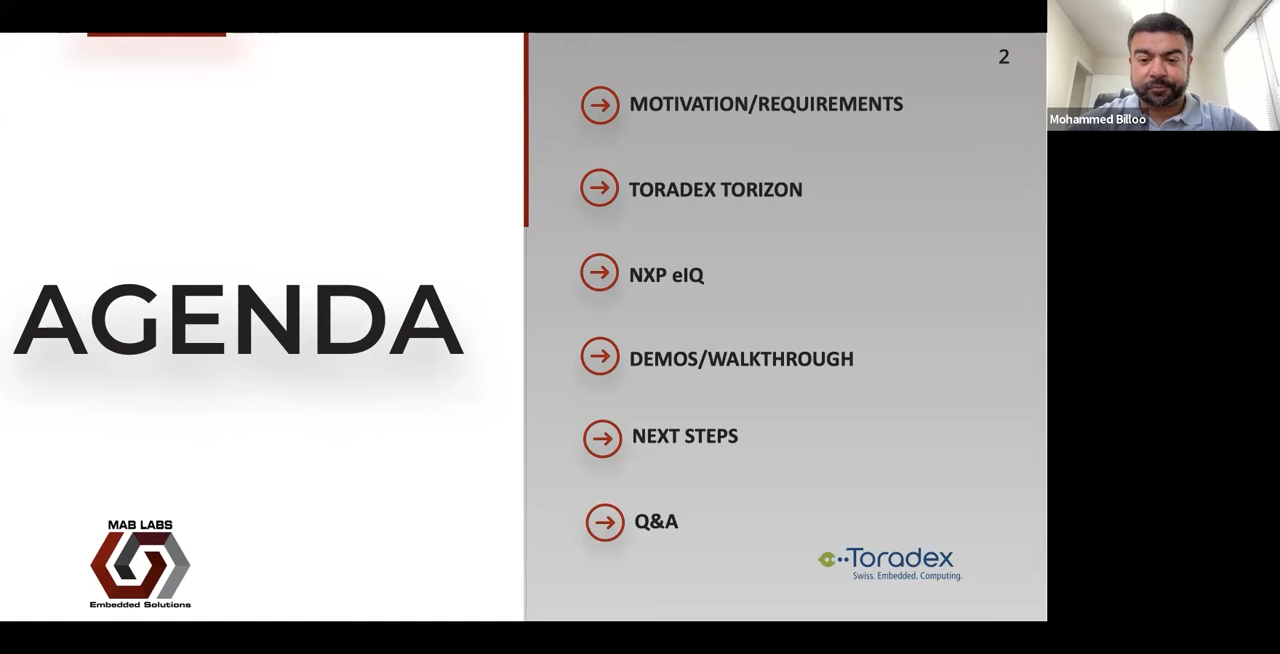 2
MOTIVATION/REQUIREMENTS
TORADEX TORIZON
NXP eIQ
DEMOS/WALKTHROUGH
NEXT STEPS
Q&A
AGENDA
MAB LABS
Embedded Solutions
Toradex
Swiss. Embedded. Computing.
Mohammed Billoo